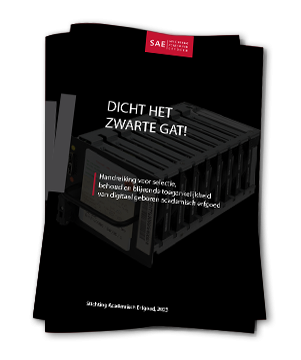 SAE
DICHT HET
ZWARTE GAT!
Handreiking voor selectie,
behoud en blijvende toegankelijkheid
van digitaal geboren academisch erfgoed
Stichting Academisch Erfgoed, 2022